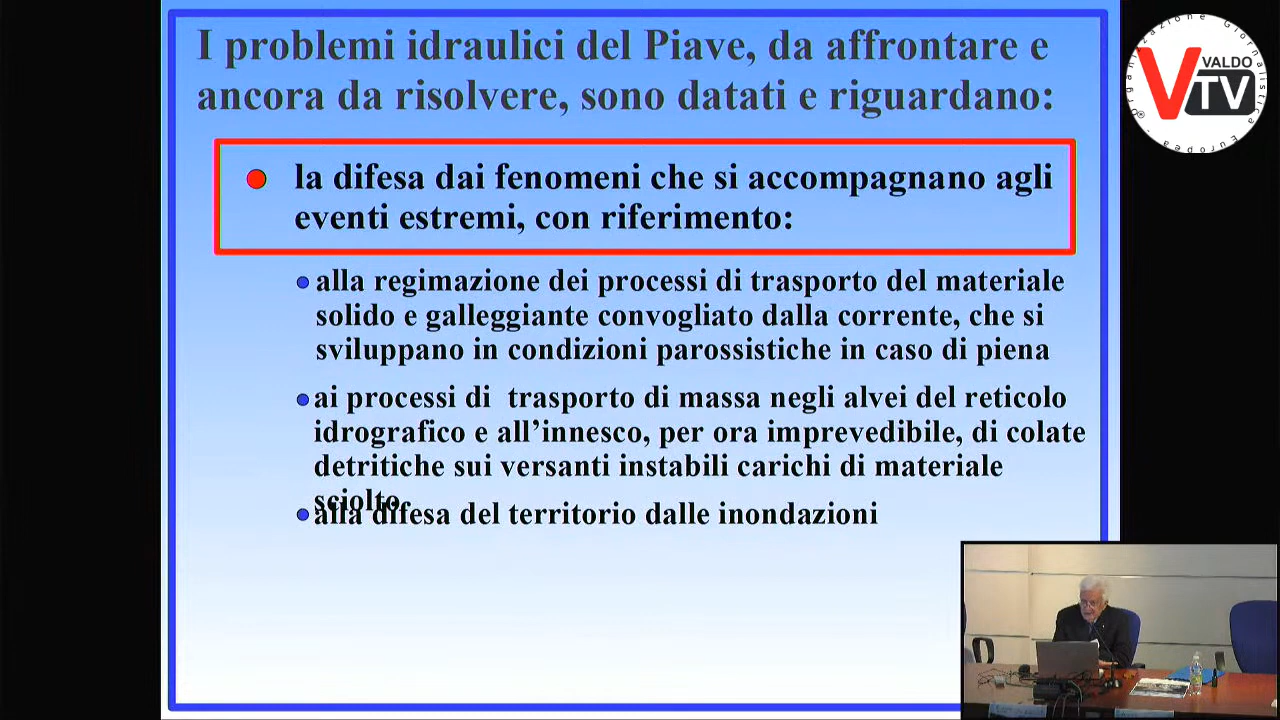 I problemi idraulici del Piave, da affrontare e
ancora da risolvere, sono datati e riguardano:
la difesa dai fenomeni che si accompagnano agli
eventi estremi, con riferimento:
alla regimazione dei processi di trasporto del materiale
solido e galleggiante convogliato dalla corrente, che si
sviluppano in condizioni parossistiche in caso di piena
ai processi di  trasporto di massa negli alvei del reticolo
idrografico e all’innesco, per ora imprevedibile, di colate
detritiche sui versanti instabili carichi di materiale
sciolto
alla difesa del territorio dalle inondazioni
VALDO
VTV
Organizzazione Giornalistica Europea